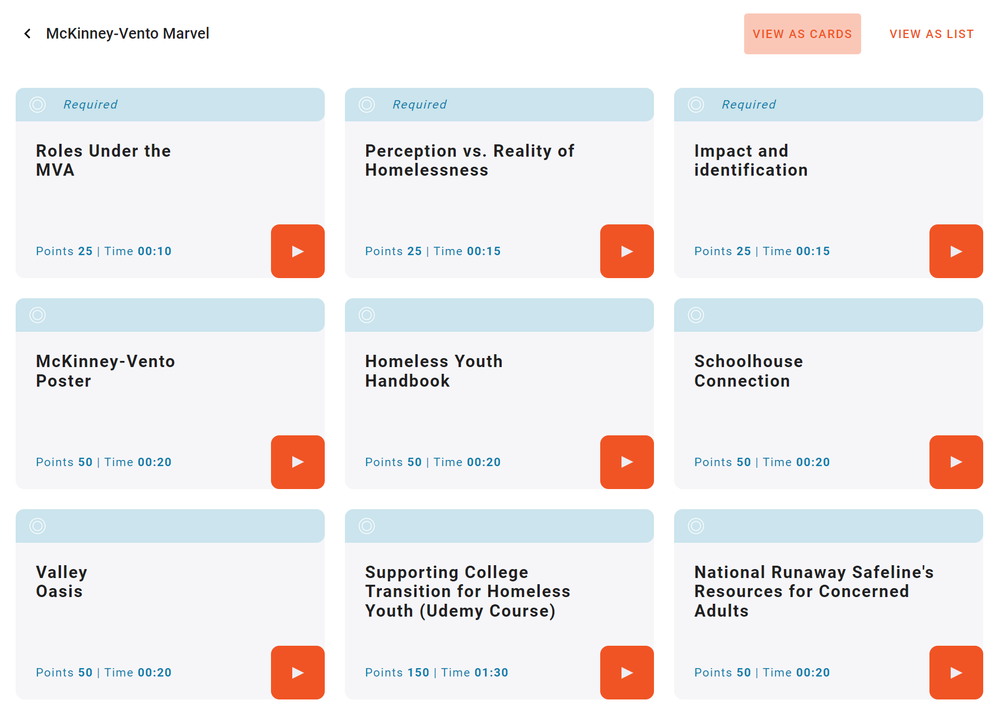 McKinney-Vento Marvel
VIEW AS CARDS
VIEW AS LIST
Required
Roles Under the
MVA
Points 25 | Time 00:10
Required
Perception vs. Reality of
Homelessness
Points 25 | Time 00:15
Required
Impact and
identification
Points 25 | Time 00:15
McKinney-Vento
Poster
Points 50 | Time 00:20
Homeless Youth
Handbook
Points 50 | Time 00:20
Schoolhouse
Connection
Points 50 | Time 00:20
Valley
Oasis
Points 50 | Time 00:20
Supporting College
Transition for Homeless
Youth (Udemy Course)
Points 150 | Time 01:30
National Runaway Safeline's
Resources for Concerned
Adults
Points 50 | Time 00:20